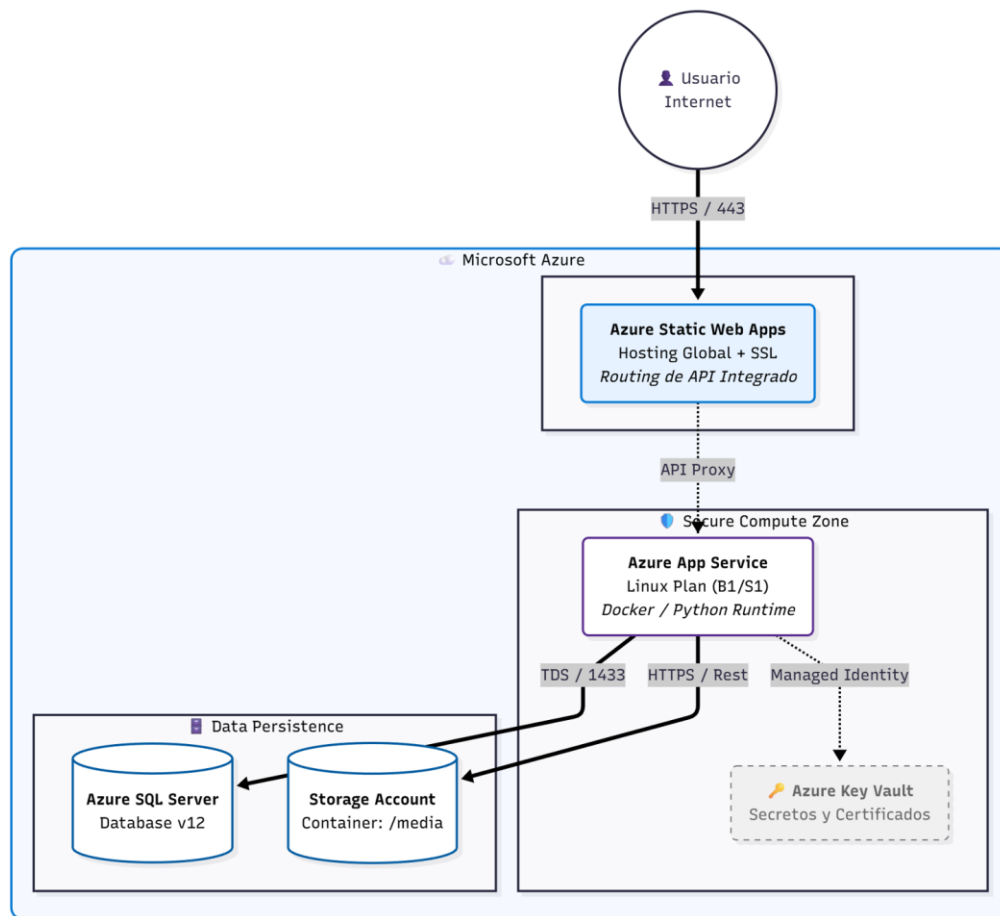 👤 Usuario
Internet
HTTPS / 443
☁️ Microsoft Azure
Azure Static Web Apps
Hosting Global + SSL
Routing de API Integrado
API Proxy
🛡️ Secure Compute Zone
Azure App Service
Linux Plan (B1/S1)
Docker / Python Runtime
TDS / 1433
HTTPS / Rest
Managed Identity
🗄️ Data Persistence
Azure SQL Server
Database v12
Storage Account
Container: /media
🔑 Azure Key Vault
Secretos y Certificados